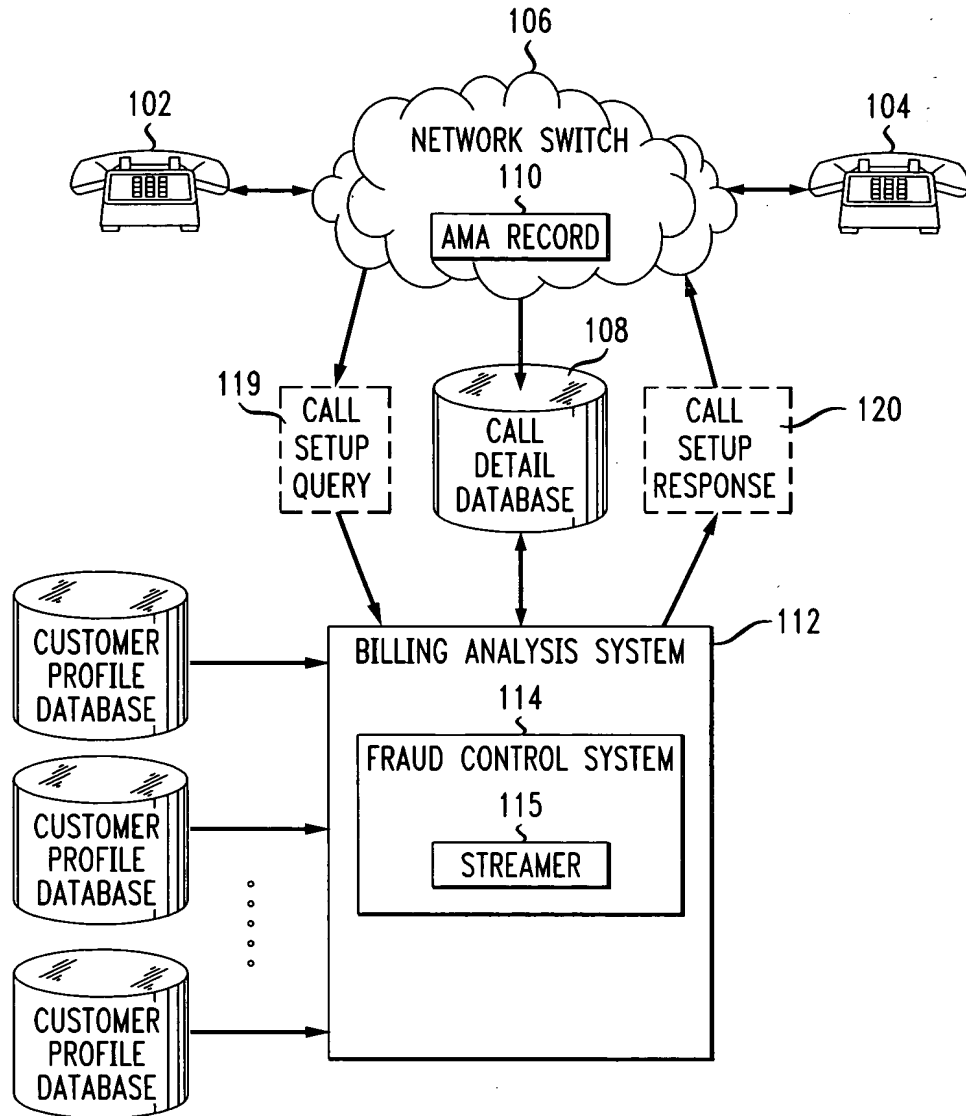 106
102
104
NETWORK SWITCH
110
AMA RECORD
108
119
CALL
SETUP
QUERY
CALL
DETAIL
DATABASE
CALL
SETUP
RESPONSE
120
CUSTOMER
PROFILE
DATABASE
BILLING ANALYSIS SYSTEM
112
114
FRAUD CONTROL SYSTEM
115
STREAMER
CUSTOMER
PROFILE
DATABASE
CUSTOMER
PROFILE
DATABASE